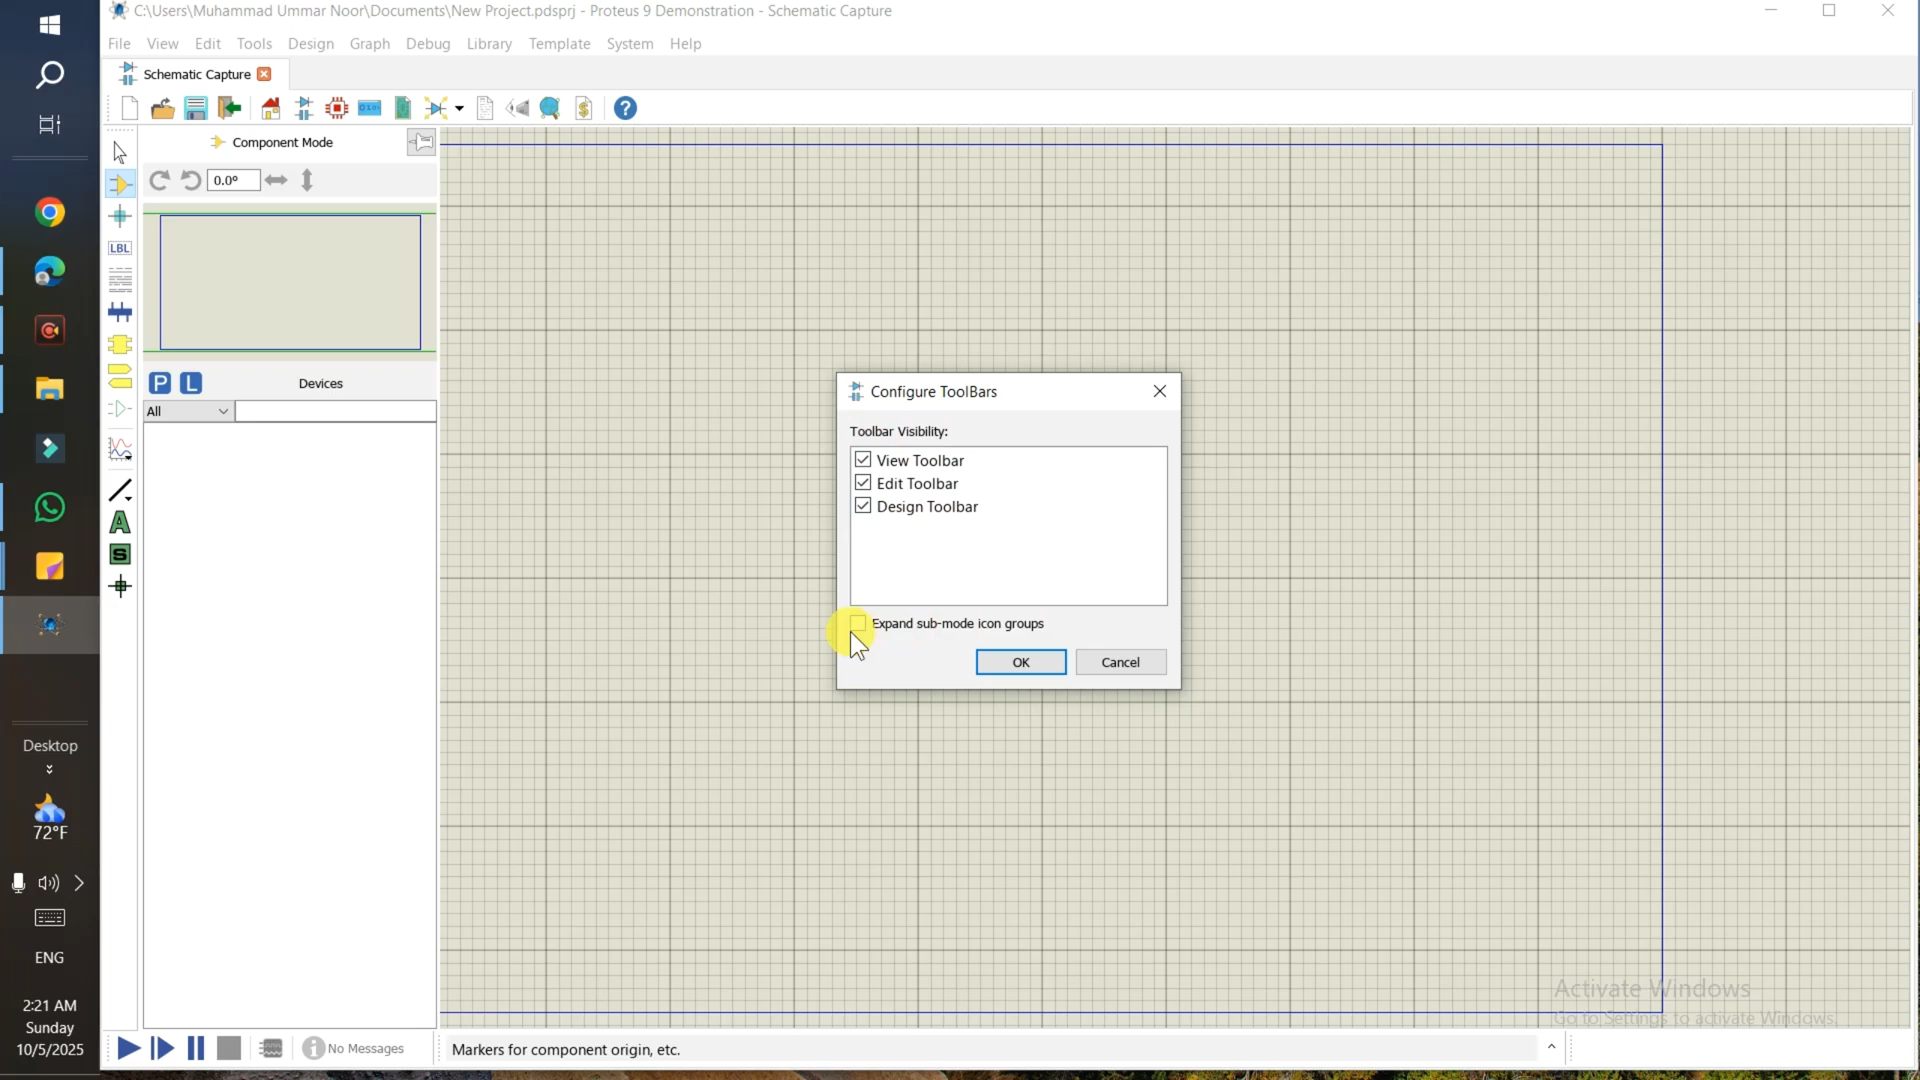 C:\Users\Muhammad Ummar Noor\Documents\New Project.pdsprj - Proteus 9 Demonstration - Schematic Capture
File View Edit Tools Design Graph Debug Library Template System Help
Schematic Capture
Component Mode
0.0°
LBL
P L Devices
All
A
S
Configure ToolBars
Toolbar Visibility:
View Toolbar
Edit Toolbar
Design Toolbar
Expand sub-mode icon groups
OK Cancel
Desktop
72°F
ENG
2:21 AM
Sunday
10/5/2025
Activate Windows
Go to Settings to activate Windows.
No Messages
Markers for component origin, etc.